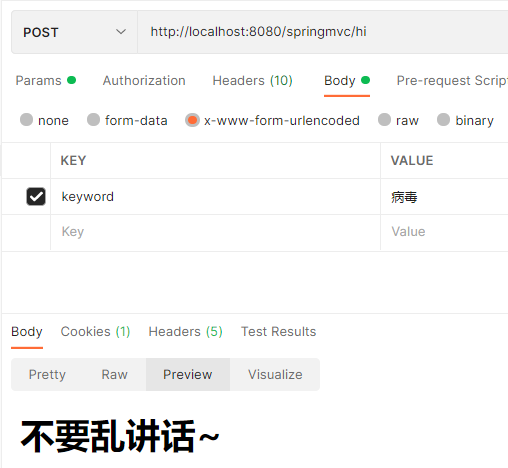 POST http://localhost:8080/springmvc/hi
Params Authorization Headers (10) Body Pre-request Script
none form-data x-www-form-urlencoded raw binary
KEY VALUE
keyword 病毒
Key Value
Body Cookies (1) Headers (5) Test Results
Pretty Raw Preview Visualize
不要乱讲话~